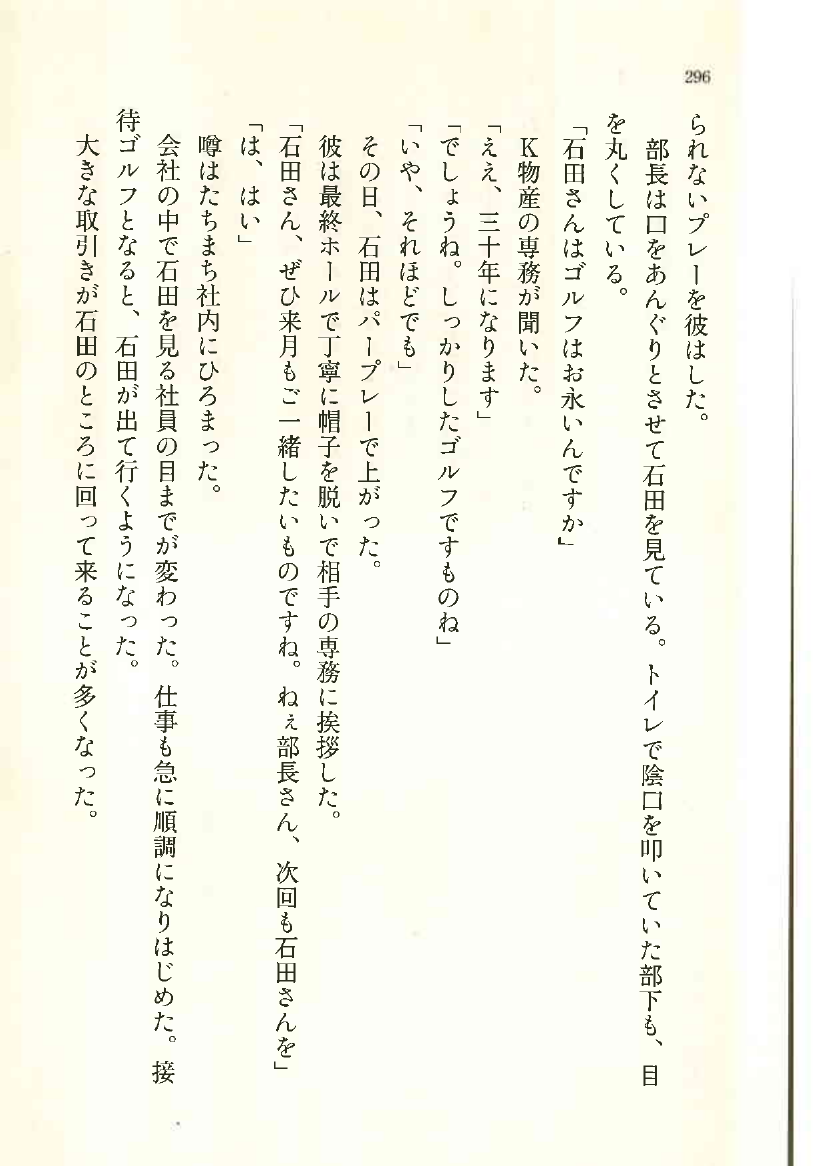 296
られないプレーを彼はした。
部長は口をあんぐりとさせて石田を見ている。トイレで陰口を叩いていた部下も、目
を丸くしている。
「石田さんはゴルフはお永いんですか」
K物産の専務が聞いた。
「ええ、三十年になります」
「でしょうね。しっかりしたゴルフですものね」
「いや、それほどでも」
その日、石田はパープレーで上がった。
彼は最終ホールで丁寧に帽子を脱いで相手の専務に挨拶した。
「石田さん、ぜひ来月もご一緒したいものですね。ねぇ部長さん、次回も石田さんを」
「は、はい」
噂はたちまち社内にひろまった。
会社の中で石田を見る社員の目までが変わった。仕事も急に順調になりはじめた。接
待ゴルフとなると、石田が出て行くようになった。
大きな取引きが石田のところに回って来ることが多くなった。